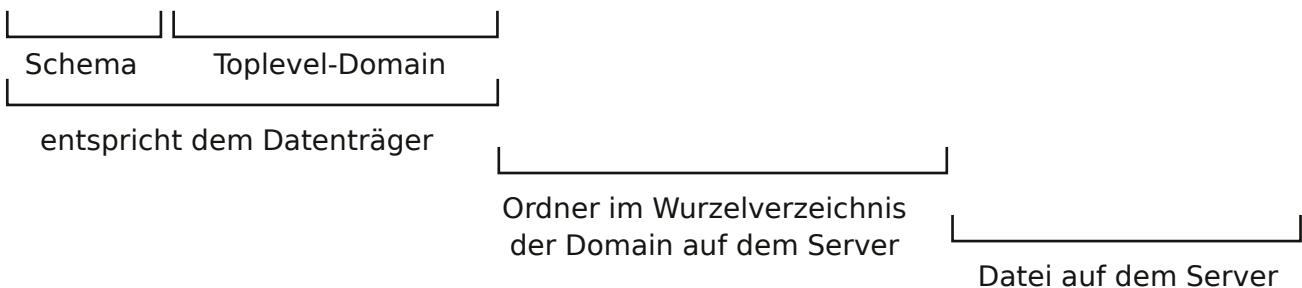 Schema Toplevel-Domain
entspricht dem Datenträger
Ordner im Wurzelverzeichnis
der Domain auf dem Server
Datei auf dem Server